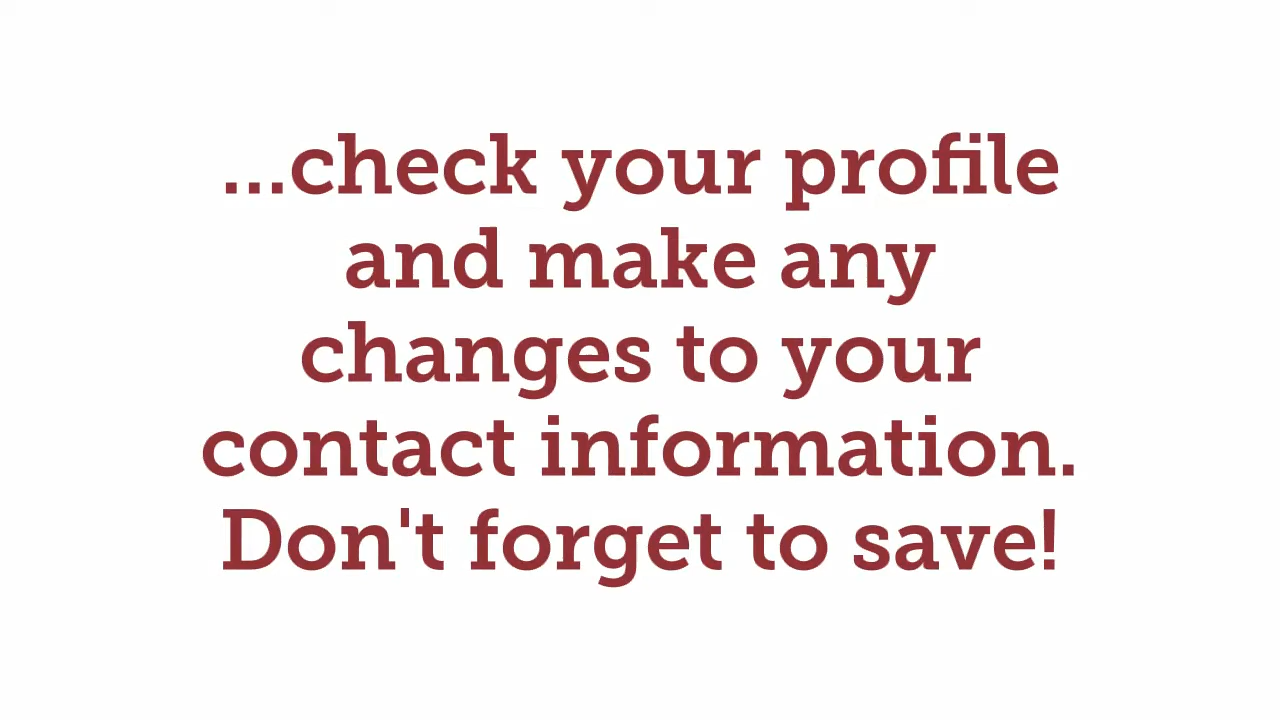 ...check your profile
and make any
changes to your
contact information.
Don't forget to save!